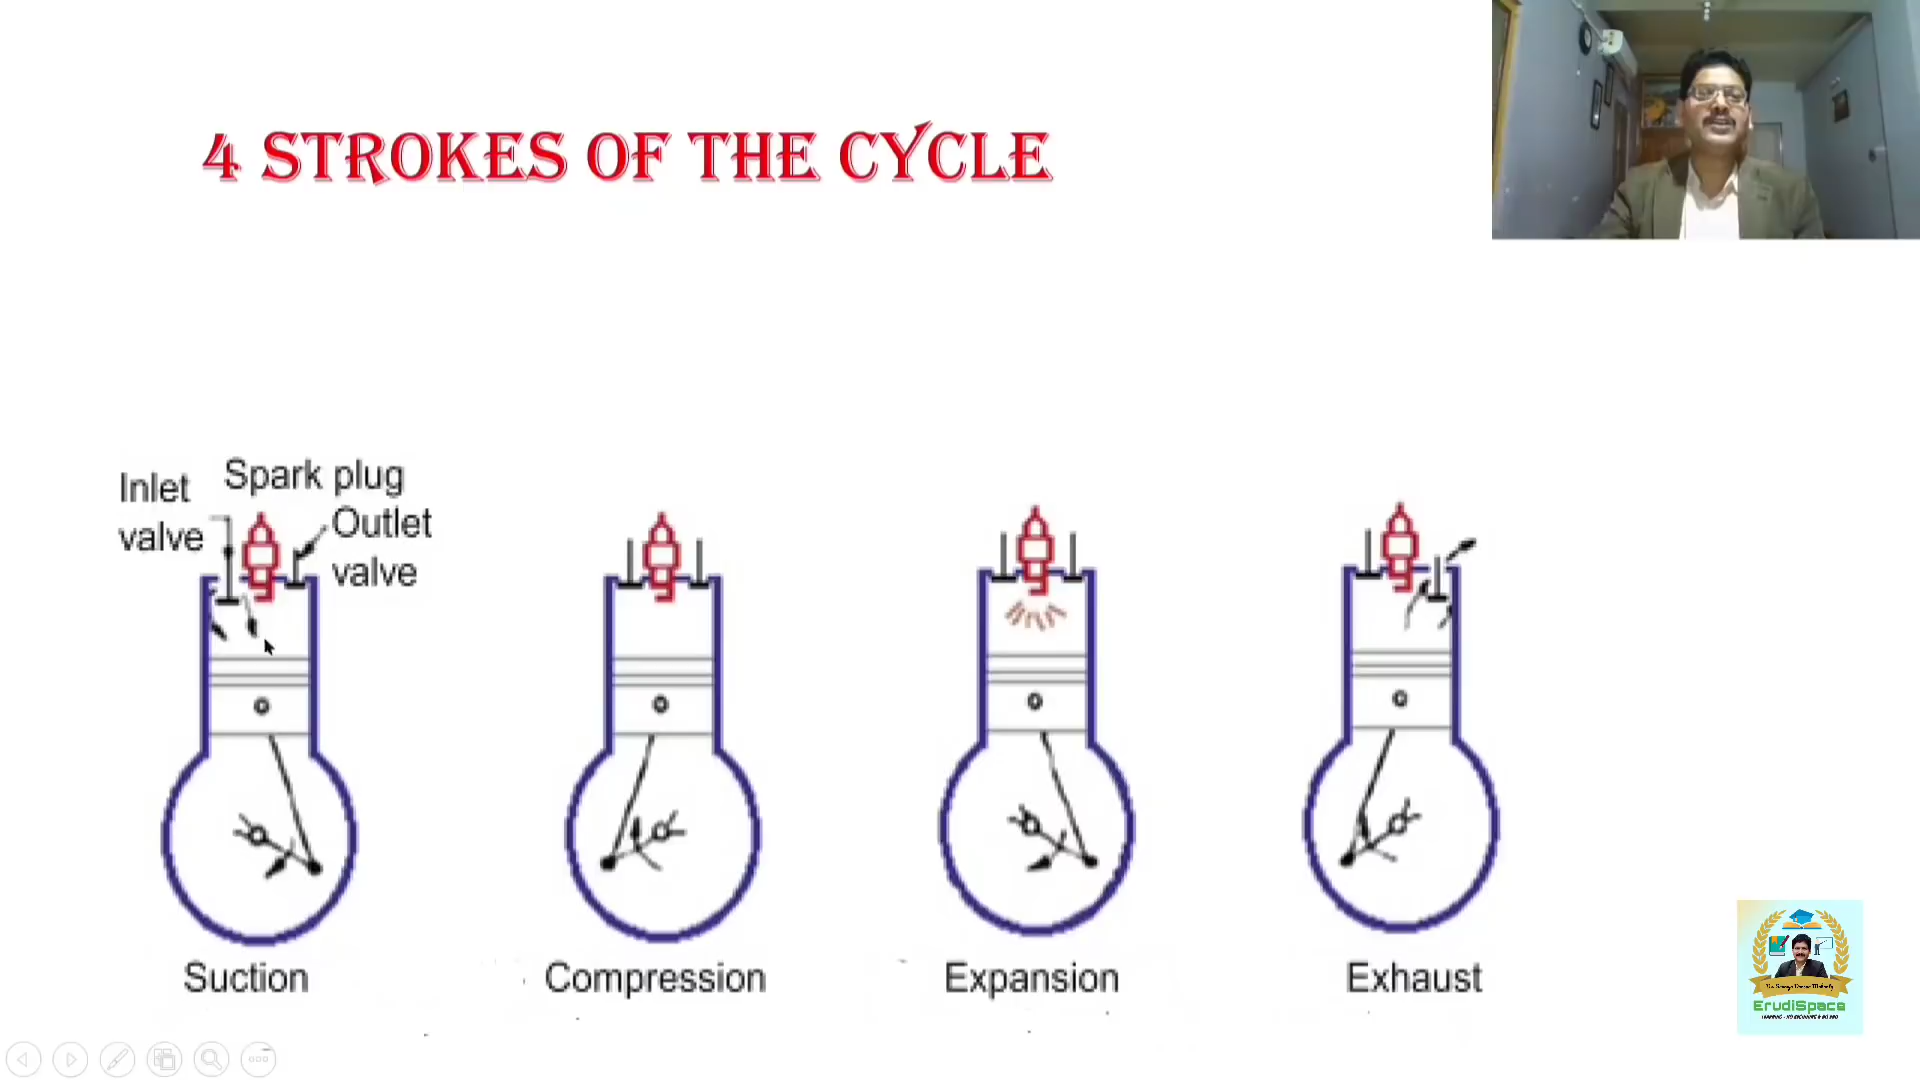 4 STROKES OF THE CYCLE
Spark plug
Inlet
valve
Outlet
valve
Suction
Compression
Expansion
Exhaust
ErudiSpace